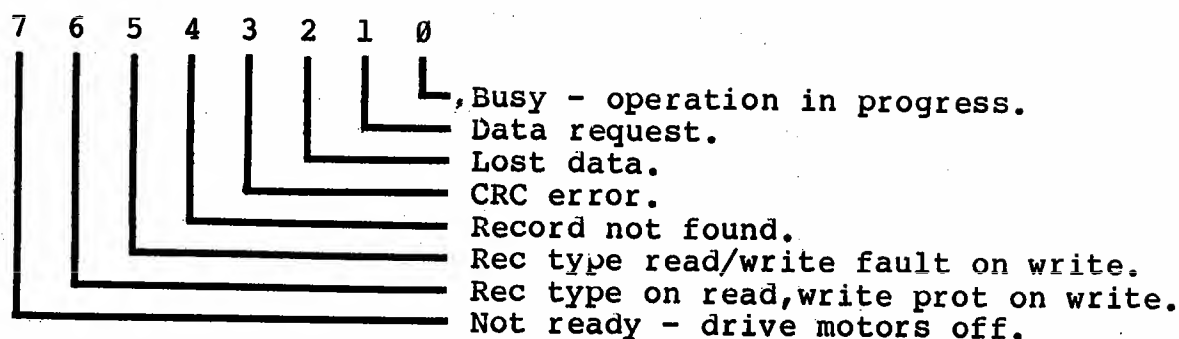 7 6 5 4 3 2 1 0
Busy - operation in progress.
Data request.
Lost data.
CRC error.
Record not found.
Rec type read/write fault on write.
Rec type on read,write prot on write.
Not ready - drive motors off.